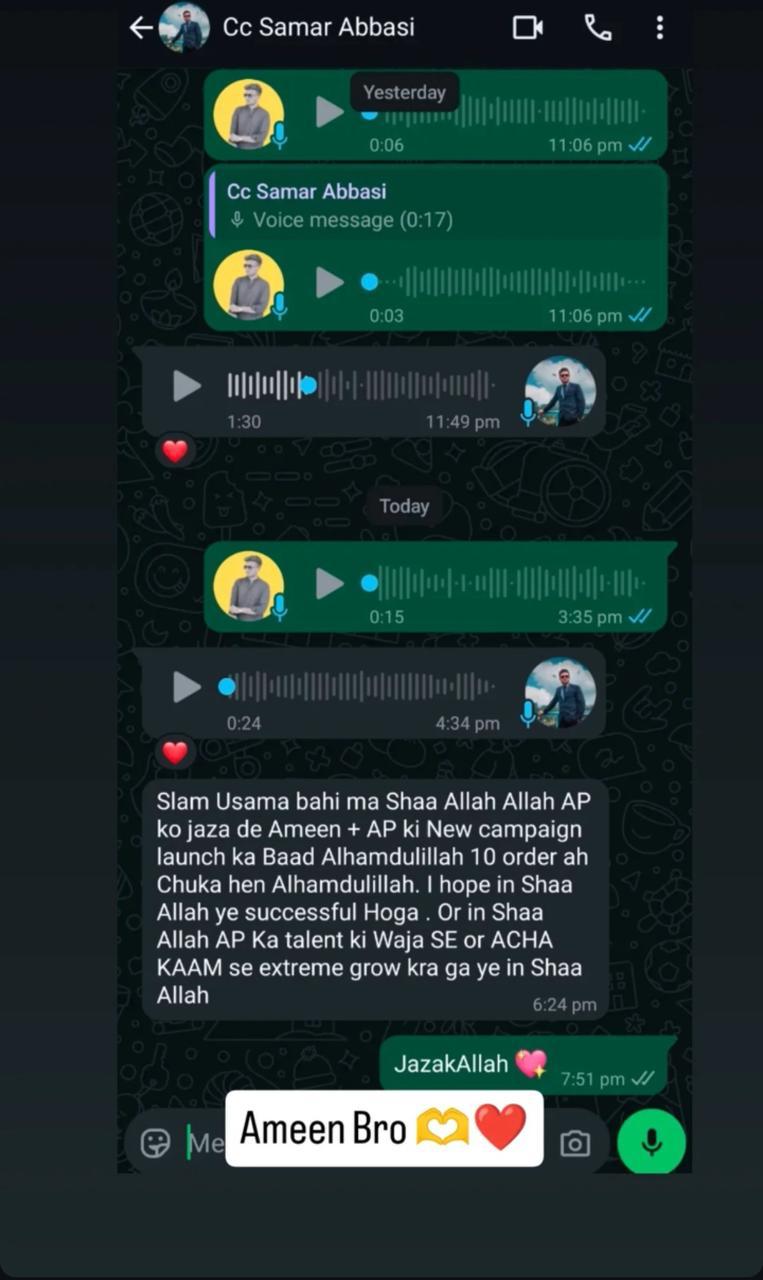 Cc Samar Abbasi
Yesterday
0:06 11:06 pm
Cc Samar Abbasi
Voice message (0:17)
0:03 11:06 pm
1:30 11:49 pm
❤️
Today
0:15 3:35 pm
0:24 4:34 pm
❤️
Slam Usama bahi ma Shaa Allah Allah AP
ko jaza de Ameen + AP ki New campaign
launch ka Baad Alhamdulillah 10 order ah
Chuka hen Alhamdulillah. I hope in Shaa
Allah ye successful Hoga . Or in Shaa
Allah AP Ka talent ki Waja SE or ACHA
KAAM se extreme grow kra ga ye in Shaa
Allah
6:24 pm
JazakAllah 💖 7:51 pm
Me
Ameen Bro 🫶❤️